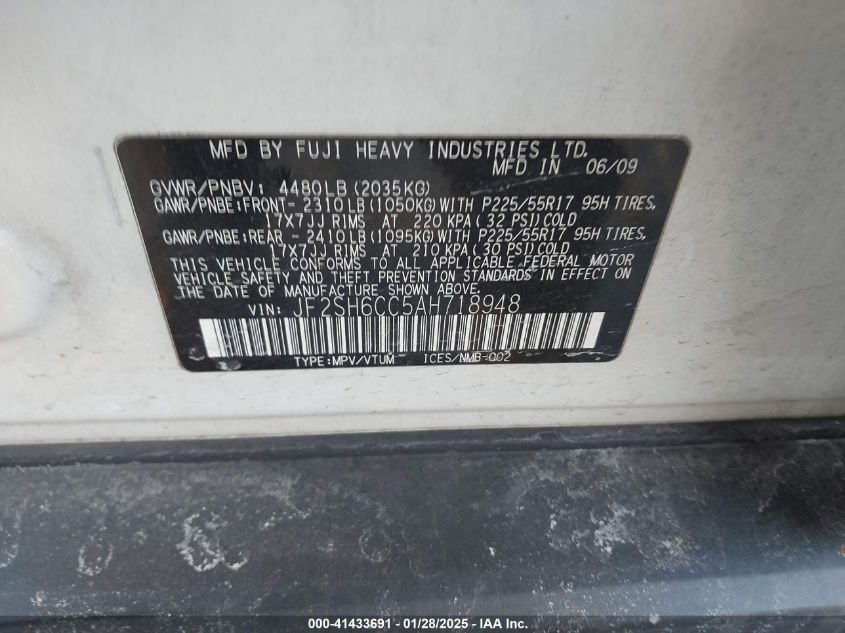 MFD BY FUJI HEAVY INDUSTRIES LTD.
MFD IN 06/09
GVWR/PNBV: 4480LB (2035KG)
GAWR/PNBE:FRONT- 2310LB (1050KG)WITH P225/55R17 95H TIRES,
17X7JJ RIMS AT 220 KPA ( 32 PSI)COLD
GAWR/PNBE:REAR - 2410LB (1095KG)WITH P225/55R17 95H TIRES,
17X7JJ RIMS AT 210 KPA (30 PSI)COLD
THIS VEHICLE CONFORMS TO ALL APPLICABLE FEDERAL MOTOR
VEHICLE SAFETY AND THEFT PREVENTION STANDARDS IN EFFECT ON
THE DATE OF MANUFACTURE SHOWN ABOVE.
VIN: JF2SH6CC5AH718948
TYPE:MPV/VTUM ICES/NMB-002
000-41433691 - 01/28/2025 - IAA Inc.